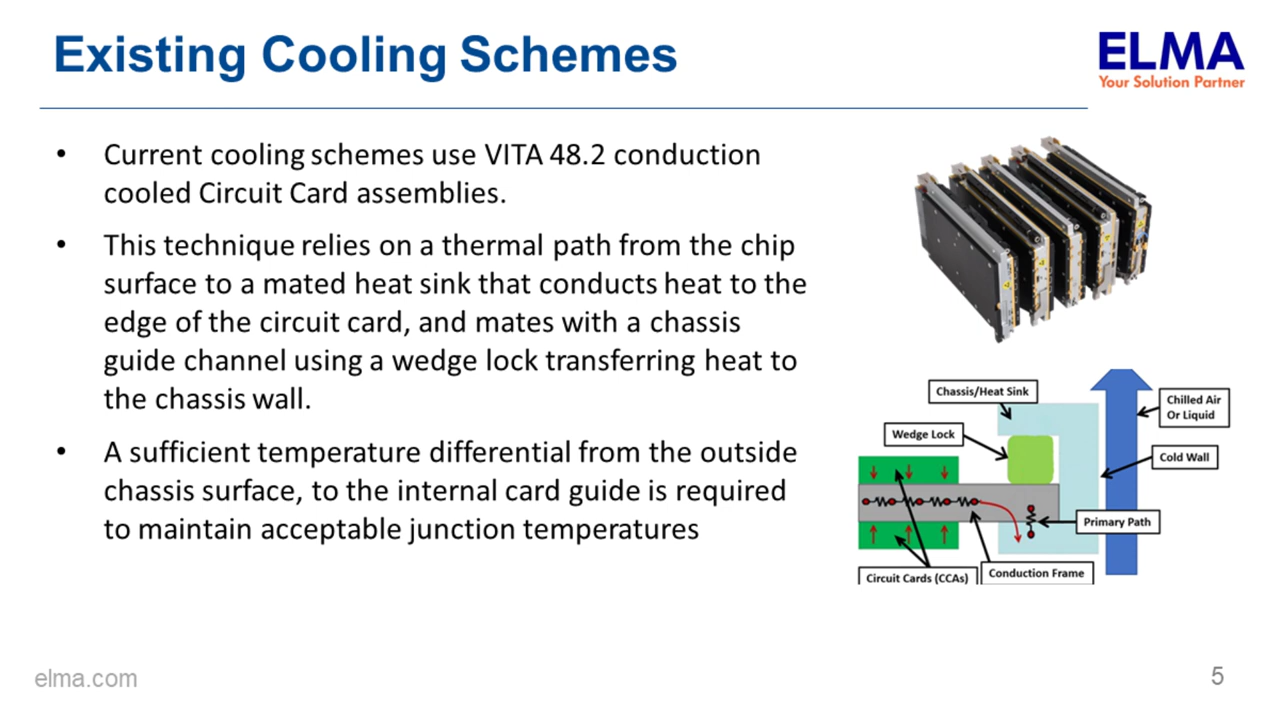 Existing Cooling Schemes
ELMA
Your Solution Partner
• Current cooling schemes use VITA 48.2 conduction
cooled Circuit Card assemblies.
• This technique relies on a thermal path from the chip
surface to a mated heat sink that conducts heat to the
edge of the circuit card, and mates with a chassis
guide channel using a wedge lock transferring heat to
the chassis wall.
• A sufficient temperature differential from the outside
chassis surface, to the internal card guide is required
to maintain acceptable junction temperatures
Chassis/Heat Sink
Chilled Air
Or Liquid
Wedge Lock
Cold Wall
Primary Path
Circuit Cards (CCAs)
Conduction Frame
elma.com
5